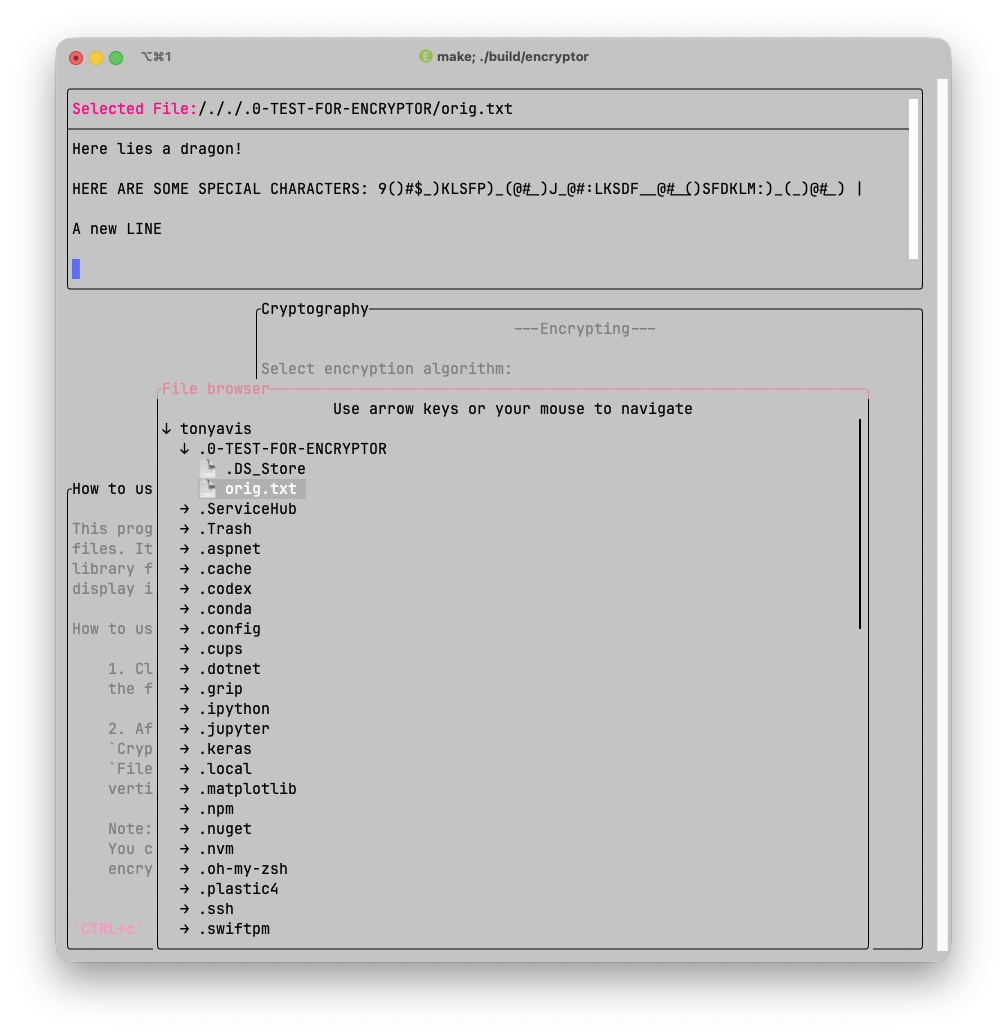 ⌥⌘1
make; ./build/encryptor
Selected File:/././.0-TEST-FOR-ENCRYPTOR/orig.txt
Here lies a dragon!
HERE ARE SOME SPECIAL CHARACTERS: 9()#$_)KLSFP)_(@#_)J_@#:LKSDF__@#_()SFDKLM:)_(_)@#_) |
A new LINE
Cryptography
---Encrypting---
Select encryption algorithm:
File browser
Use arrow keys or your mouse to navigate
↓ tonyavis
↓ .0-TEST-FOR-ENCRYPTOR
.DS_Store
orig.txt
→ .ServiceHub
→ .Trash
→ .aspnet
→ .cache
→ .codex
→ .conda
→ .config
→ .cups
→ .dotnet
→ .grip
→ .ipython
→ .jupyter
→ .keras
→ .local
→ .matplotlib
→ .npm
→ .nuget
→ .nvm
→ .oh-my-zsh
→ .plastic4
→ .ssh
→ .swiftpm
How to us
This prog
files. It
library f
display i
How to us
1. Cl
the f
2. Af
`Cryp
`File
verti
Note:
You c
encry
`CTRL+c`